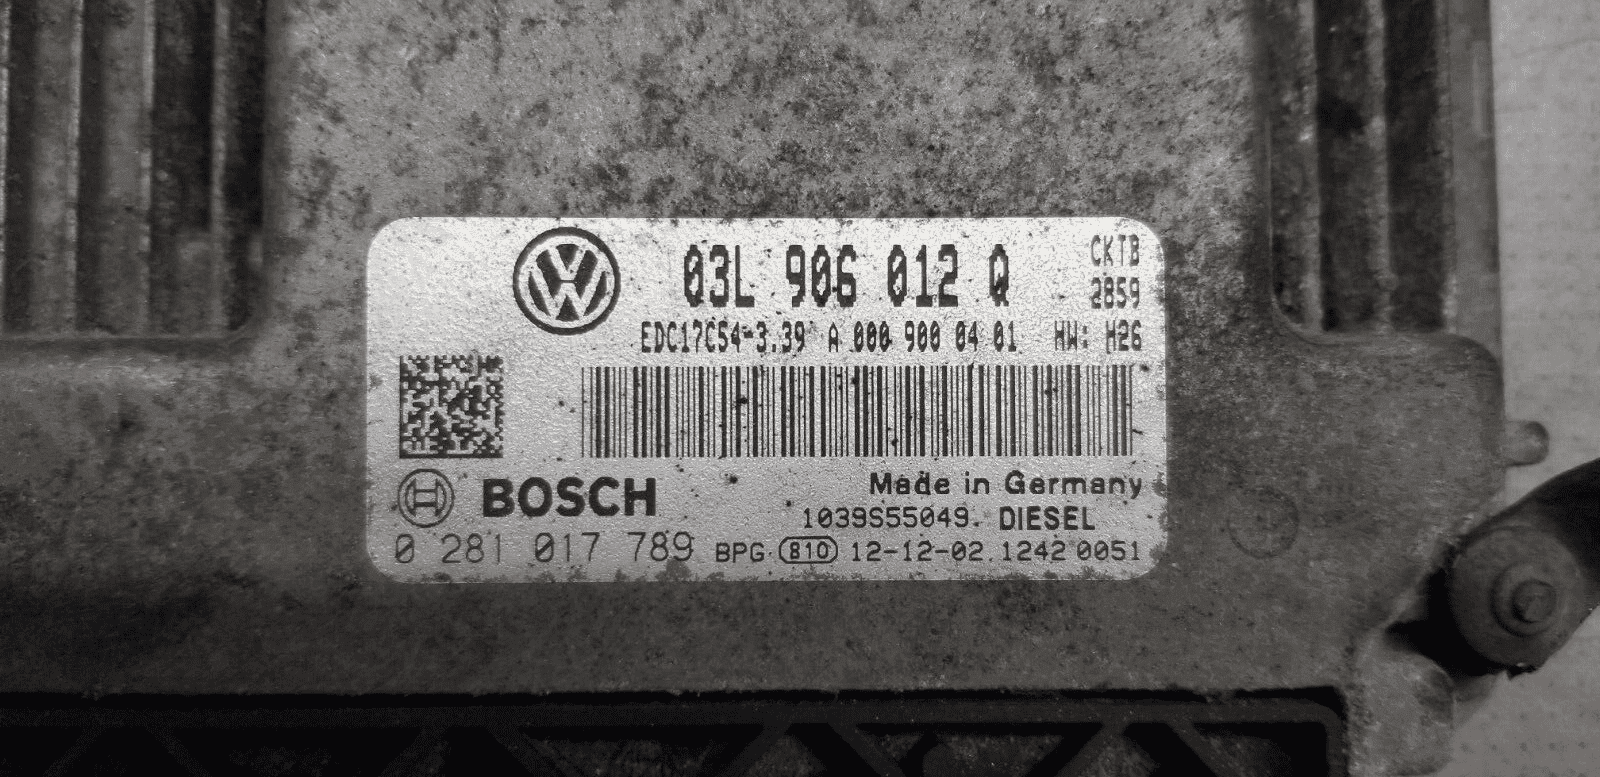 03L 906 012 Q
CKTB
2859
EDC17C54-3.39 A 000 900 04 01 HW: H26
BOSCH
Made in Germany
1039S55049. DIESEL
0 281 017 789 BPG 810 12-12-02.1242 0051